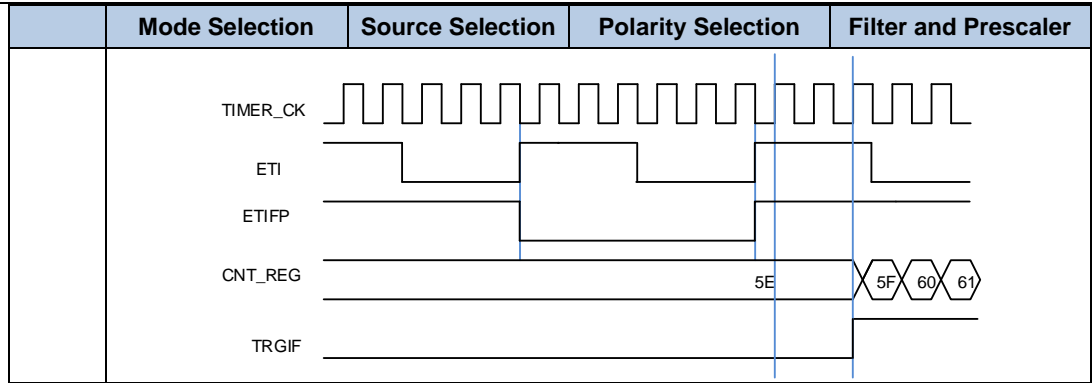 Mode Selection Source Selection Polarity Selection Filter and Prescaler
TIMER_CK
ETI
ETIFP
CNT_REG 5E 5F 60 61
TRGIF